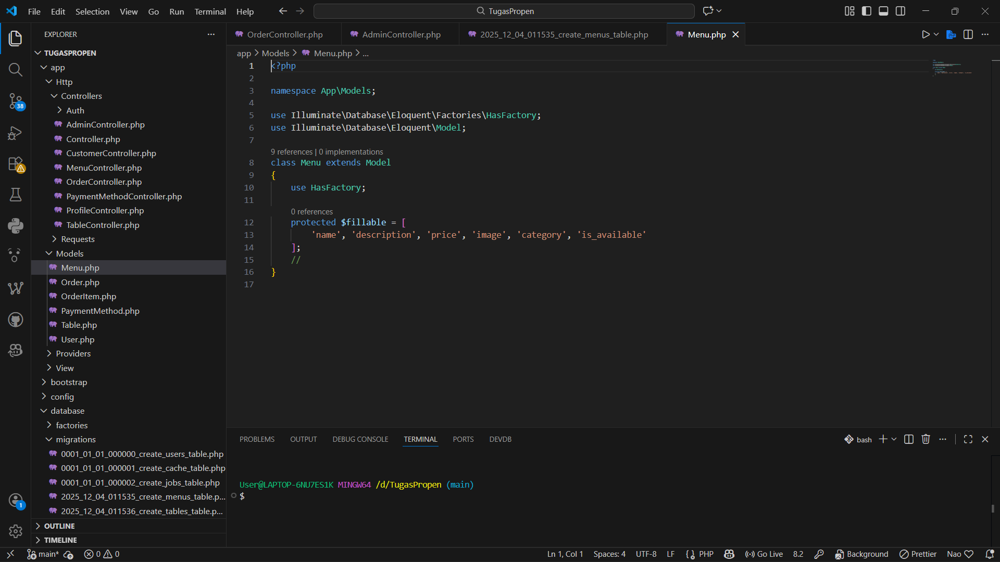 File Edit Selection View Go Run Terminal Help
TugasPropen
EXPLORER
TUGASPROPEN
app
Http
Controllers
Auth
AdminController.php
Controller.php
CustomerController.php
MenuController.php
OrderController.php
PaymentMethodController.php
ProfileController.php
TableController.php
Requests
Models
Menu.php
Order.php
OrderItem.php
PaymentMethod.php
Table.php
User.php
Providers
View
bootstrap
config
database
factories
migrations
0001_01_01_000000_create_users_table.php
0001_01_01_000001_create_cache_table.php
0001_01_01_000002_create_jobs_table.php
2025_12_04_011535_create_menus_table.p...
2025_12_04_011536_create_tables_table.p...
OUTLINE
TIMELINE
38
1
OrderController.php AdminController.php 2025_12_04_011535_create_menus_table.php Menu.php
app > Models > Menu.php > ...
1 <?php
2
3 namespace App\Models;
4
5 use Illuminate\Database\Eloquent\Factories\HasFactory;
6 use Illuminate\Database\Eloquent\Model;
7
9 references | 0 implementations
8 class Menu extends Model
9 {
10 use HasFactory;
11
0 references
12 protected $fillable = [
13 'name', 'description', 'price', 'image', 'category', 'is_available'
14 ];
15 //
16 }
17
PROBLEMS OUTPUT DEBUG CONSOLE TERMINAL PORTS DEVDB
bash
User@LAPTOP-6NU7ES1K MINGW64 /d/TugasPropen (main)
$
main* 0 0 Ln 1, Col 1 Spaces: 4 UTF-8 LF PHP Go Live 8.2 Background Prettier Nao